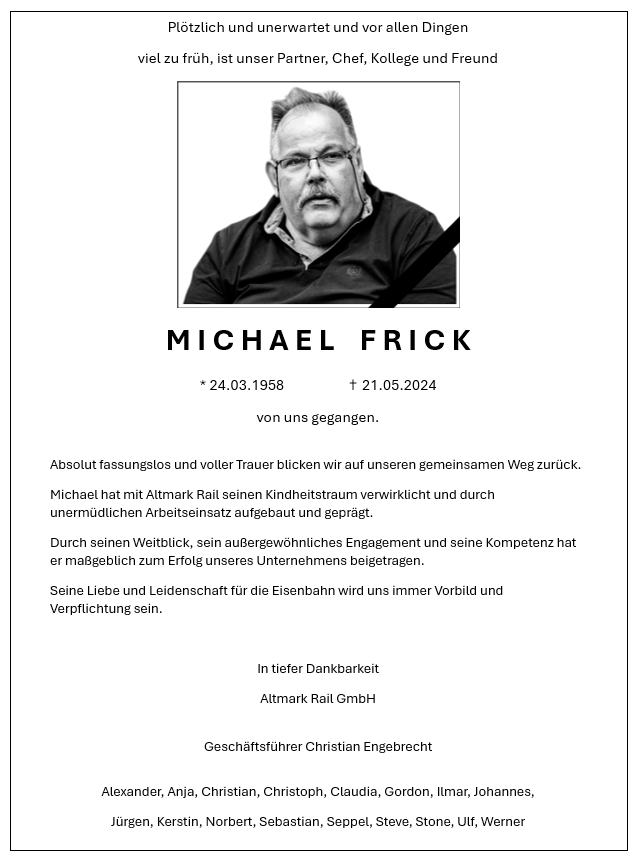 Plötzlich und unerwartet und vor allen Dingen
viel zu früh, ist unser Partner, Chef, Kollege und Freund
MICHAEL FRICK
* 24.03.1958 † 21.05.2024
von uns gegangen.
Absolut fassungslos und voller Trauer blicken wir auf unseren gemeinsamen Weg zurück.
Michael hat mit Altmark Rail seinen Kindheitstraum verwirklicht und durch
unermüdlichen Arbeitseinsatz aufgebaut und geprägt.
Durch seinen Weitblick, sein außergewöhnliches Engagement und seine Kompetenz hat
er maßgeblich zum Erfolg unseres Unternehmens beigetragen.
Seine Liebe und Leidenschaft für die Eisenbahn wird uns immer Vorbild und
Verpflichtung sein.
In tiefer Dankbarkeit
Altmark Rail GmbH
Geschäftsführer Christian Engebrecht
Alexander, Anja, Christian, Christoph, Claudia, Gordon, Ilmar, Johannes,
Jürgen, Kerstin, Norbert, Sebastian, Seppel, Steve, Stone, Ulf, Werner